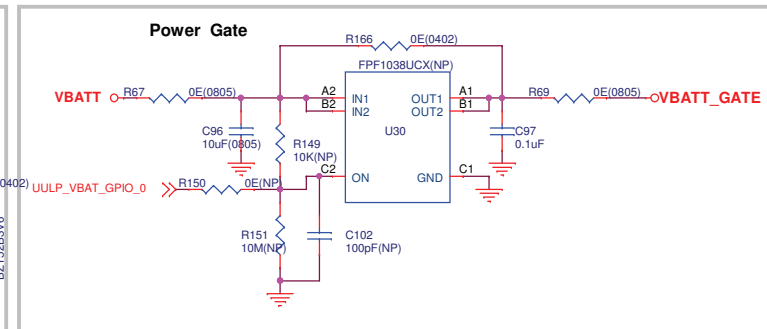 Power Gate
R166 0E(0402)
FPF1038UCX(NP)
VBATT R67 0E(0805) A2 IN1 OUT1 A1 R69 0E(0805) VBATT_GATE
B2 IN2 OUT2 B1
C96 10uF(0805)
R149 10K(NP)
U30
C97 0.1uF
0402) UULP_VBAT_GPIO_0 R150 0E(NP) C2 ON GND C1
R151 10M(NP)
C102 100pF(NP)